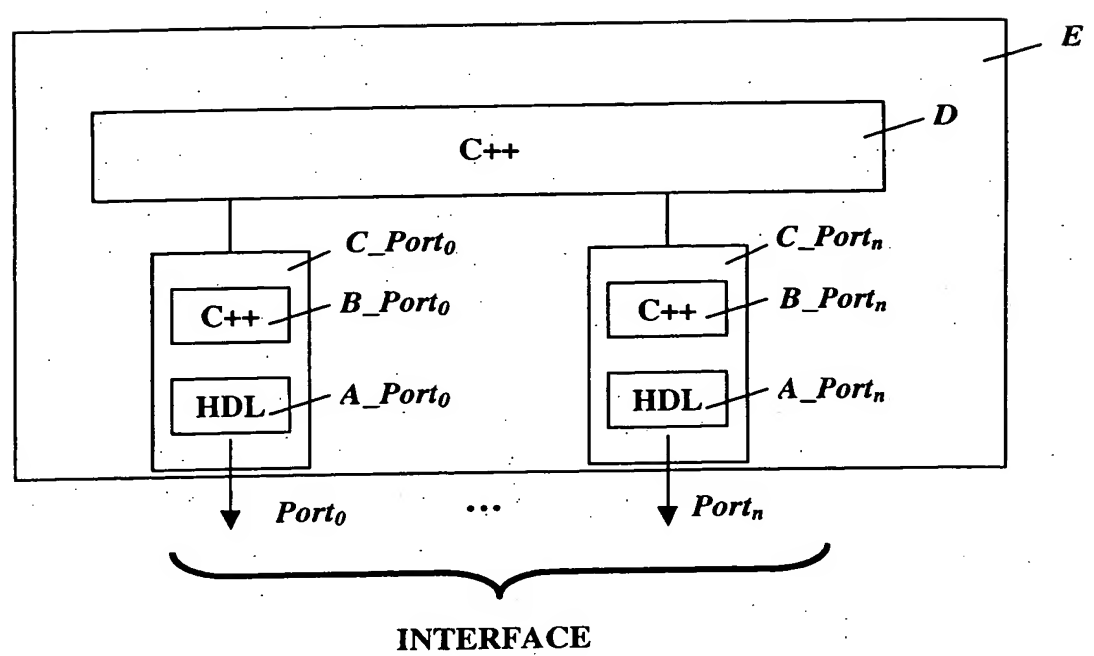 E
D
C++
C_Port0
C_Portn
C++
B_Port0
C++
B_Portn
HDL
A_Port0
HDL
A_Portn
Port0
...
Portn
INTERFACE